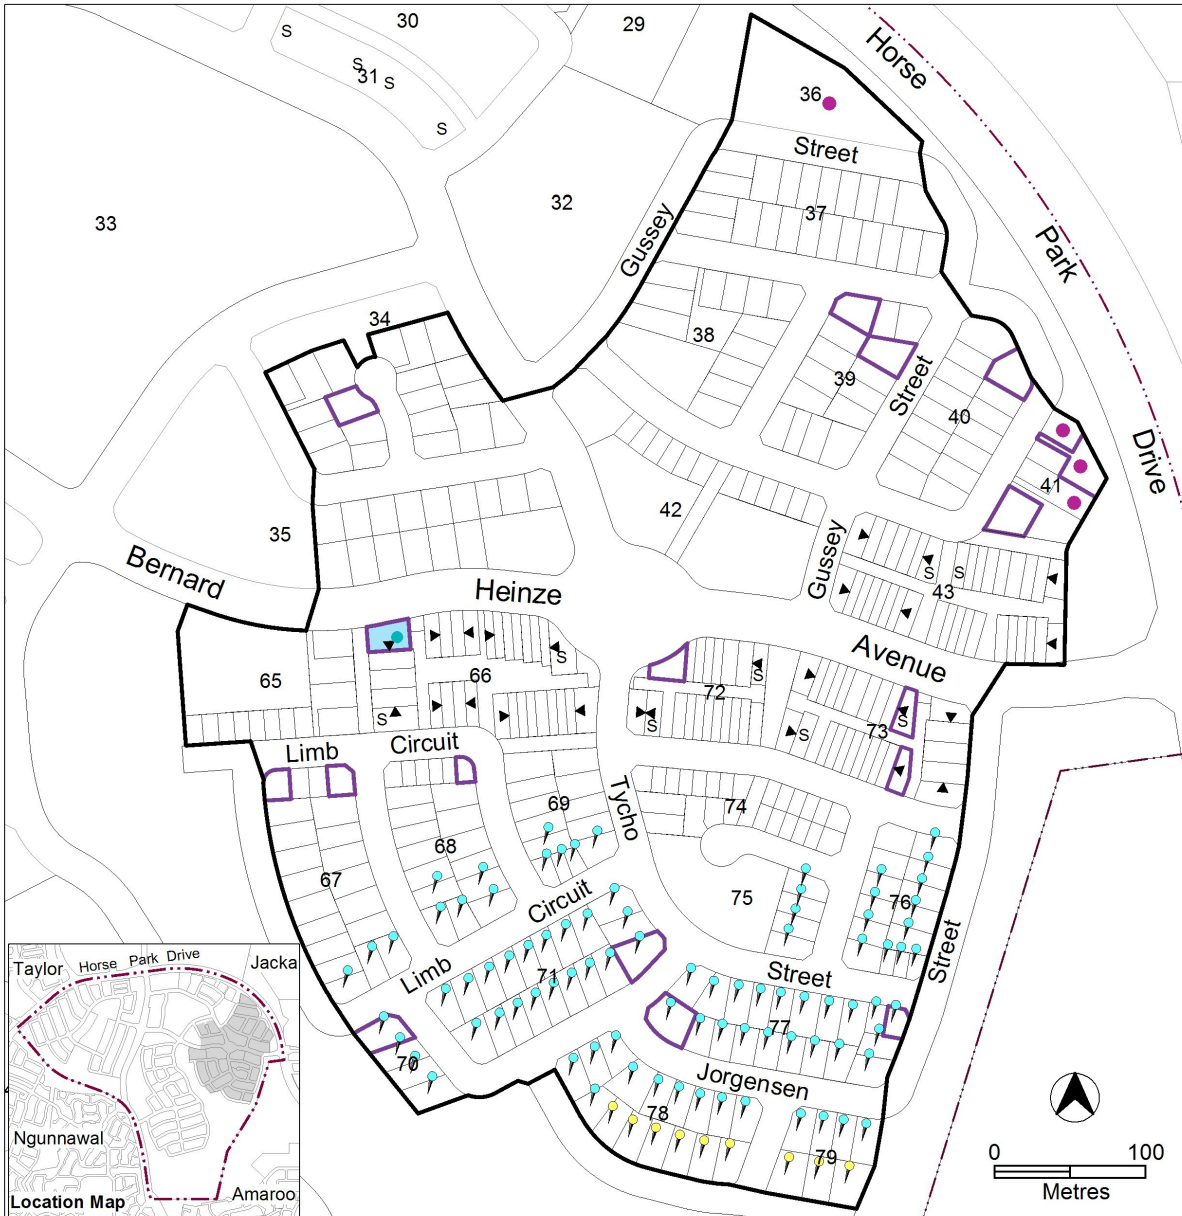 30
29
S
S
31
S
S
36
Horse
Street
33
32
37
Gussey
Park
34
38
39
Street
40
Drive
41
42
35
Bernard
Gussey
S
S
43
Heinze
Avenue
65
66
S
S
72
S
S
73
S
S
Limb
Circuit
Tycho
74
69
68
67
Circuit
75
76
Limb
71
Street
Street
77
70
Jorgensen
78
79
Taylor
Horse Park Drive
Jacka
Ngunnawal
Amaroo
Location Map
0
100
Metres